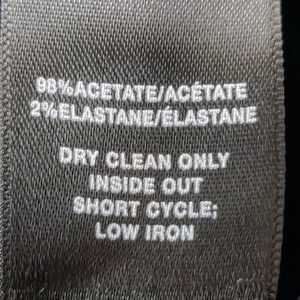 98%ACETATE/ACÉTATE
2%ELASTANE/ÉLASTANE
DRY CLEAN ONLY
INSIDE OUT
SHORT CYCLE;
LOW IRON